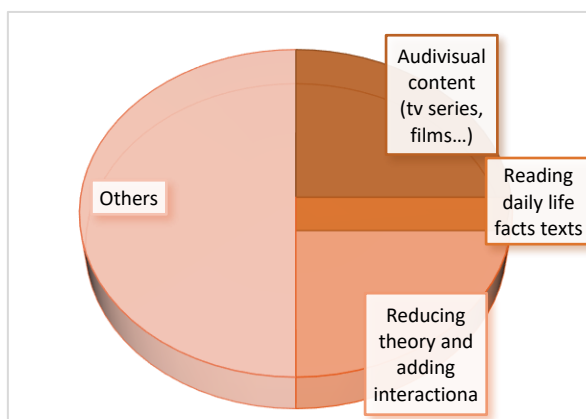 Audivisual
content
(tv series,
films…)
Reading
daily life
facts texts
Others
Reducing
theory and
adding
interactiona